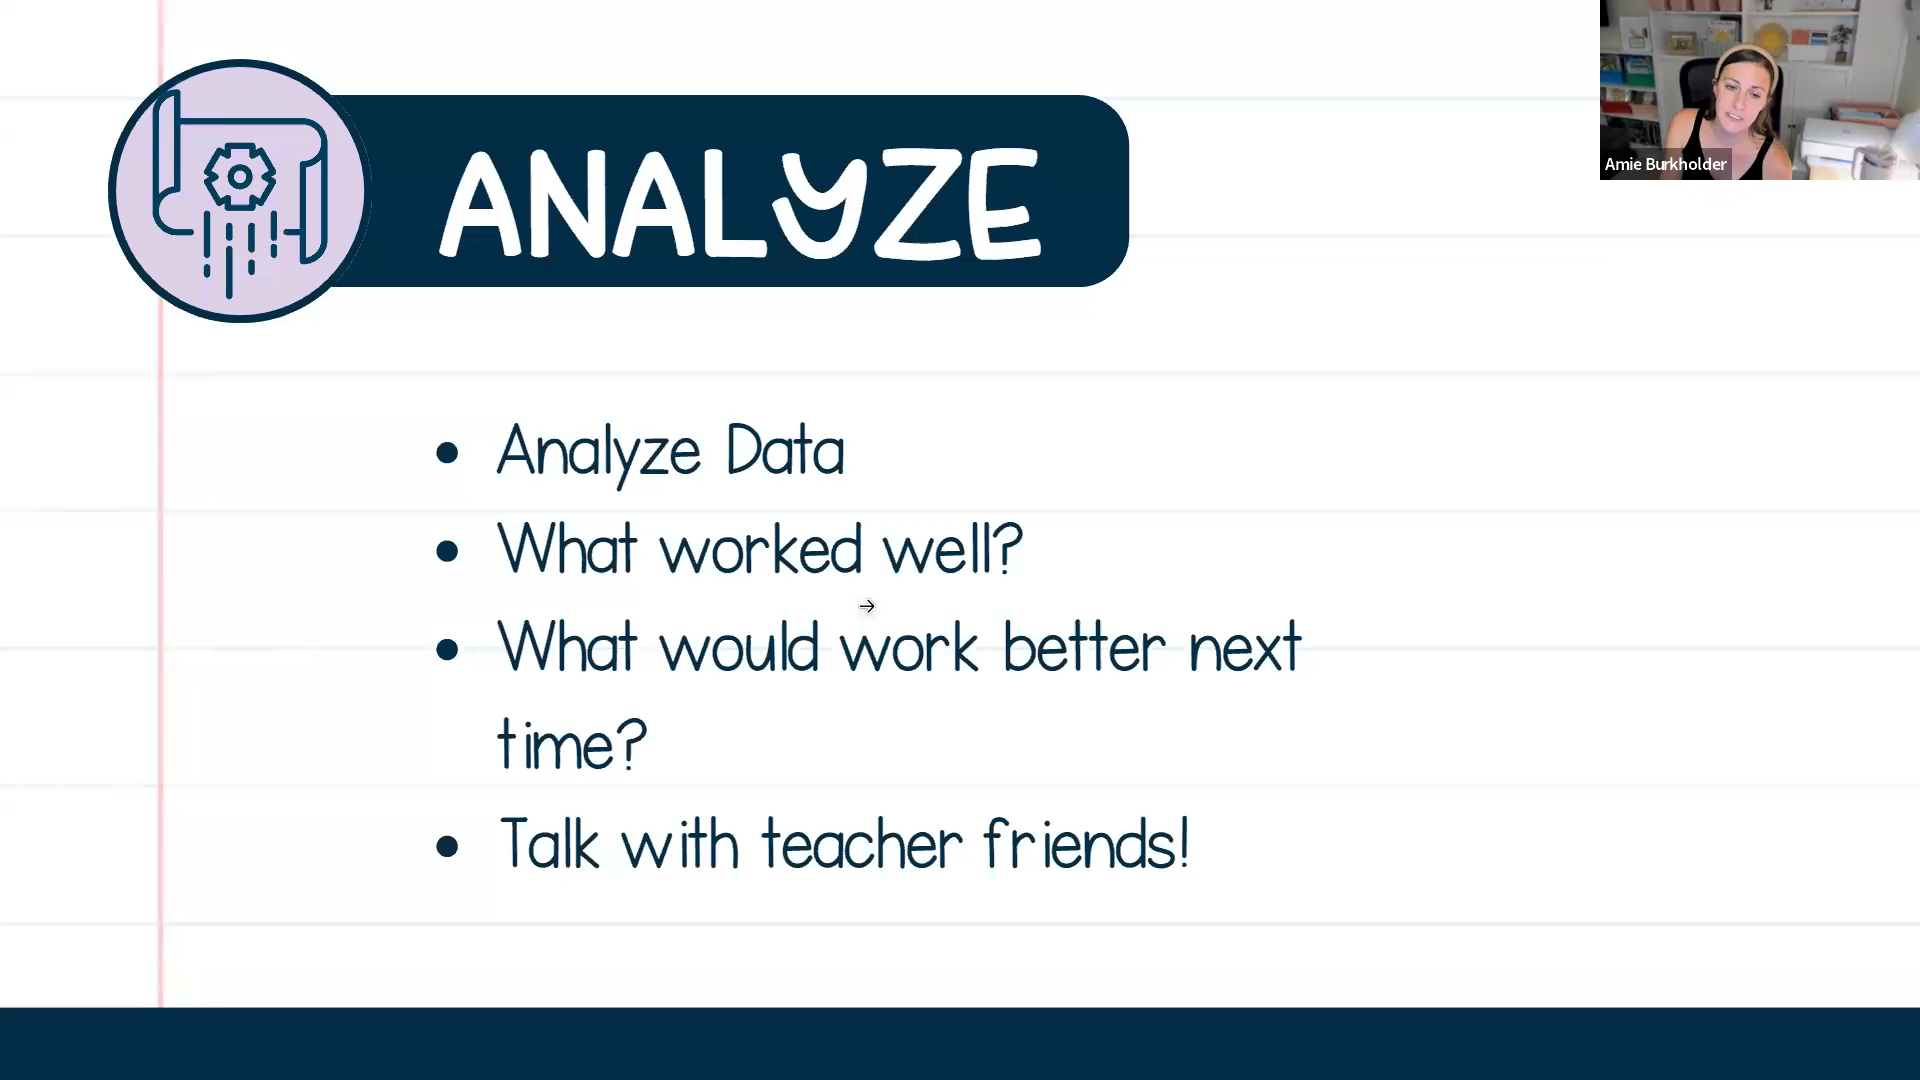 Amie Burkholder
ANALYZE
• Analyze Data
• What worked well?
• What would work better next
time?
• Talk with teacher friends!